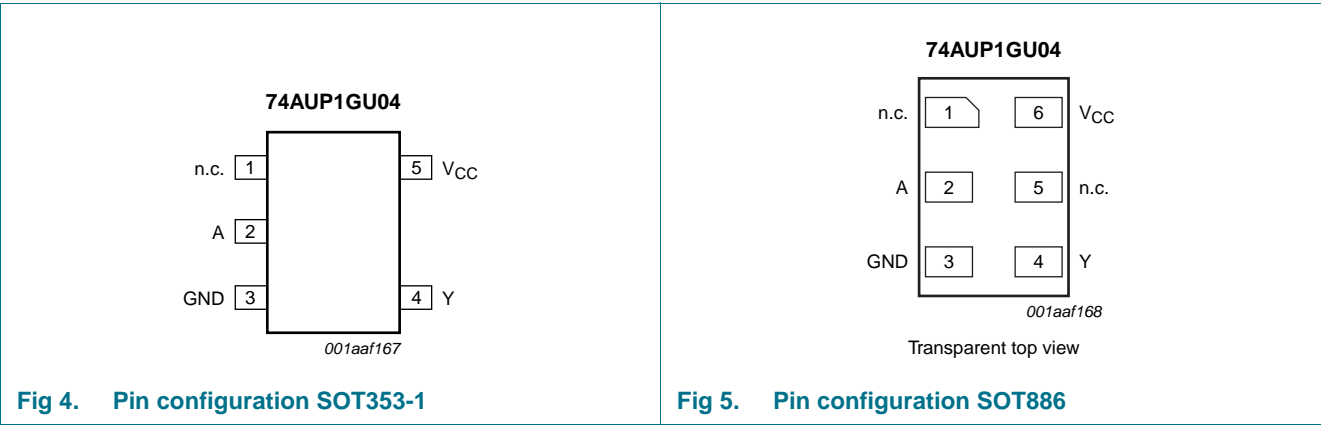 74AUP1GU04
n.c. 1 5 VCC
A 2
GND 3 4 Y
001aaf167
Fig 4. Pin configuration SOT353-1
74AUP1GU04
n.c. 1 6 VCC
A 2 5 n.c.
GND 3 4 Y
001aaf168
Transparent top view
Fig 5. Pin configuration SOT886